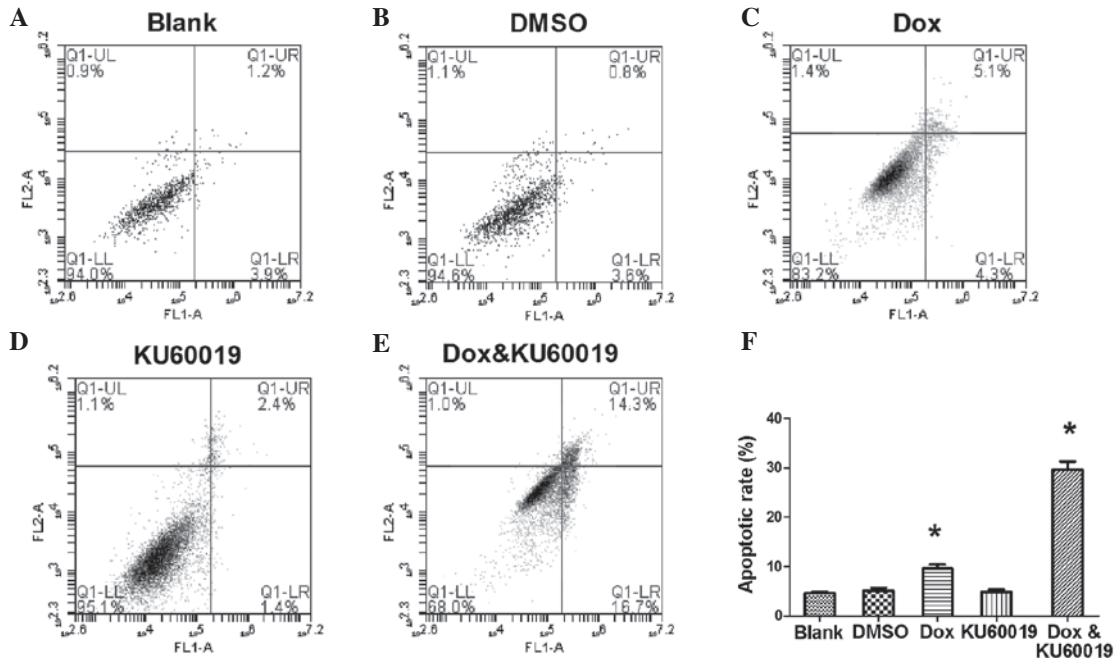 A Blank
Q1-UL Q1-UR
0.9% 1.2%
FL2-A
Q1-LL Q1-LR
94.0% 3.9%
FL1-A
B DMSO
Q1-UL Q1-UR
1.1% 0.8%
FL2-A
Q1-LL Q1-LR
94.6% 3.6%
FL1-A
C Dox
Q1-UL Q1-UR
1.4% 5.1%
FL2-A
Q1-LL Q1-LR
83.2% 4.3%
FL1-A
D KU60019
Q1-UL Q1-UR
1.1% 2.4%
FL2-A
Q1-LL Q1-LR
95.1% 1.4%
FL1-A
E Dox&KU60019
Q1-UL Q1-UR
1.0% 14.3%
FL2-A
Q1-LL Q1-LR
68.0% 16.7%
FL1-A
F
Apoptotic rate (%)
40
30
20
10
0
*
*
Blank DMSO Dox KU60019 Dox &
KU60019